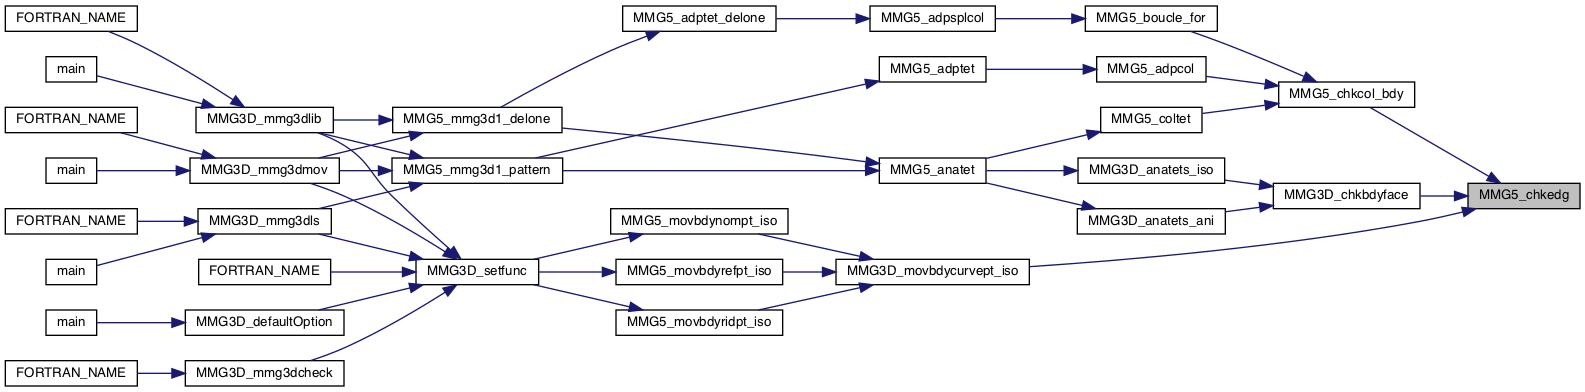 FORTRAN_NAME
MMG5_adptet_delone
MMG5_adpsplcol
MMG5_boucle_for
main
MMG5_adptet
MMG5_adpcol
MMG5_chkcol_bdy
FORTRAN_NAME
MMG3D_mmg3dlib
MMG5_mmg3d1_delone
MMG5_coltet
main
MMG3D_mmg3dmov
MMG5_mmg3d1_pattern
MMG5_anatet
MMG3D_anatets_iso
MMG3D_chkbdyface
MMG5_chkedg
FORTRAN_NAME
MMG3D_mmg3dls
MMG5_movbdynompt_iso
MMG3D_anatets_ani
main
FORTRAN_NAME
MMG3D_setfunc
MMG5_movbdyrefpt_iso
MMG3D_movbdycurvept_iso
main
MMG3D_defaultOption
MMG5_movbdyridpt_iso
FORTRAN_NAME
MMG3D_mmg3dcheck